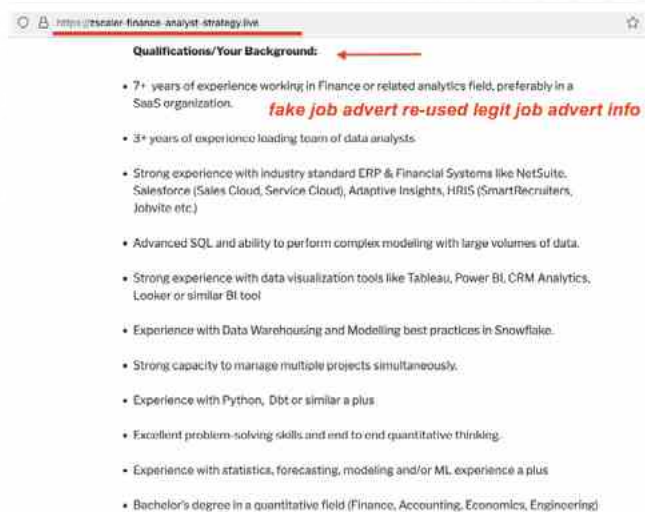 https://zscaler-finance-analyst-strategy.live
Qualifications/Your Background:
• 7+ years of experience working in Finance or related analytics field, preferably in a
SaaS organization.
fake job advert re-used legit job advert info
• 3+ years of experience leading team of data analysts
• Strong experience with industry standard ERP & Financial Systems like NetSuite,
Salesforce (Sales Cloud, Service Cloud), Adaptive Insights, HRIS (SmartRecruiters,
Jobvite etc.)
• Advanced SQL and ability to perform complex modeling with large volumes of data.
• Strong experience with data visualization tools like Tableau, Power BI, CRM Analytics,
Looker or similar BI tool
• Experience with Data Warehousing and Modelling best practices in Snowflake.
• Strong capacity to manage multiple projects simultaneously.
• Experience with Python, Dbt or similar a plus
• Excellent problem-solving skills and end to end quantitative thinking.
• Experience with statistics, forecasting, modeling and/or ML experience a plus
• Bachelor's degree in a quantitative field (Finance, Accounting, Economics, Engineering)